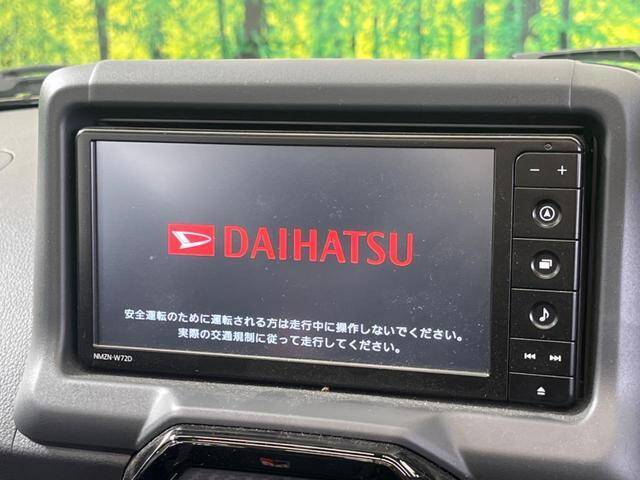 DAIHATSU
安全運転のために運転される方は走行中に操作しないでください。
実際の交通規制に従って走行してください。
NMZN-W72D